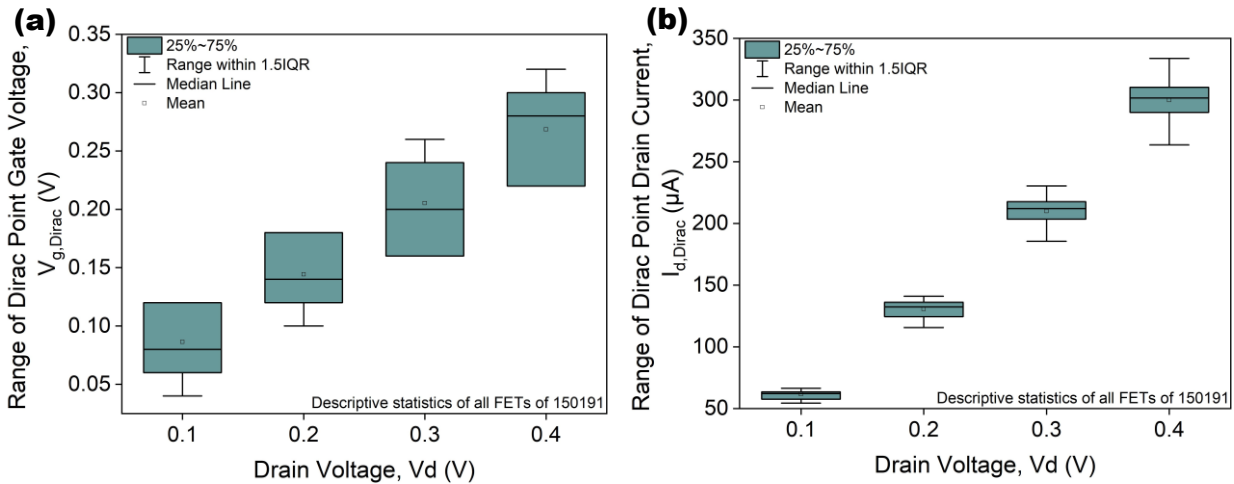 (a)
Range of Dirac Point Gate Voltage,
V_g,Dirac (V)
0.35
0.30
0.25
0.20
0.15
0.10
0.05
25%~75%
Range within 1.5IQR
Median Line
Mean
Descriptive statistics of all FETs of 150191
0.1 0.2 0.3 0.4
Drain Voltage, Vd (V)
(b)
Range of Dirac Point Drain Current,
I_d,Dirac (μA)
350
300
250
200
150
100
50
25%~75%
Range within 1.5IQR
Median Line
Mean
Descriptive statistics of all FETs of 150191
0.1 0.2 0.3 0.4
Drain Voltage, Vd (V)